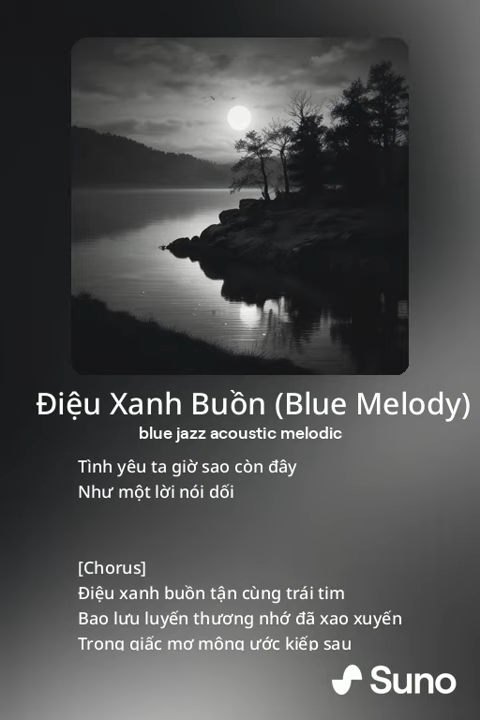 Điệu Xanh Buồn (Blue Melody)
blue jazz acoustic melodic
Tình yêu ta giờ sao còn đây
Như một lời nói dối
[Chorus]
Điệu xanh buồn tận cùng trái tim
Bao lưu luyến thương nhớ đã xao xuyến
Trong giấc mơ mộng ước kiếp sau
Suno